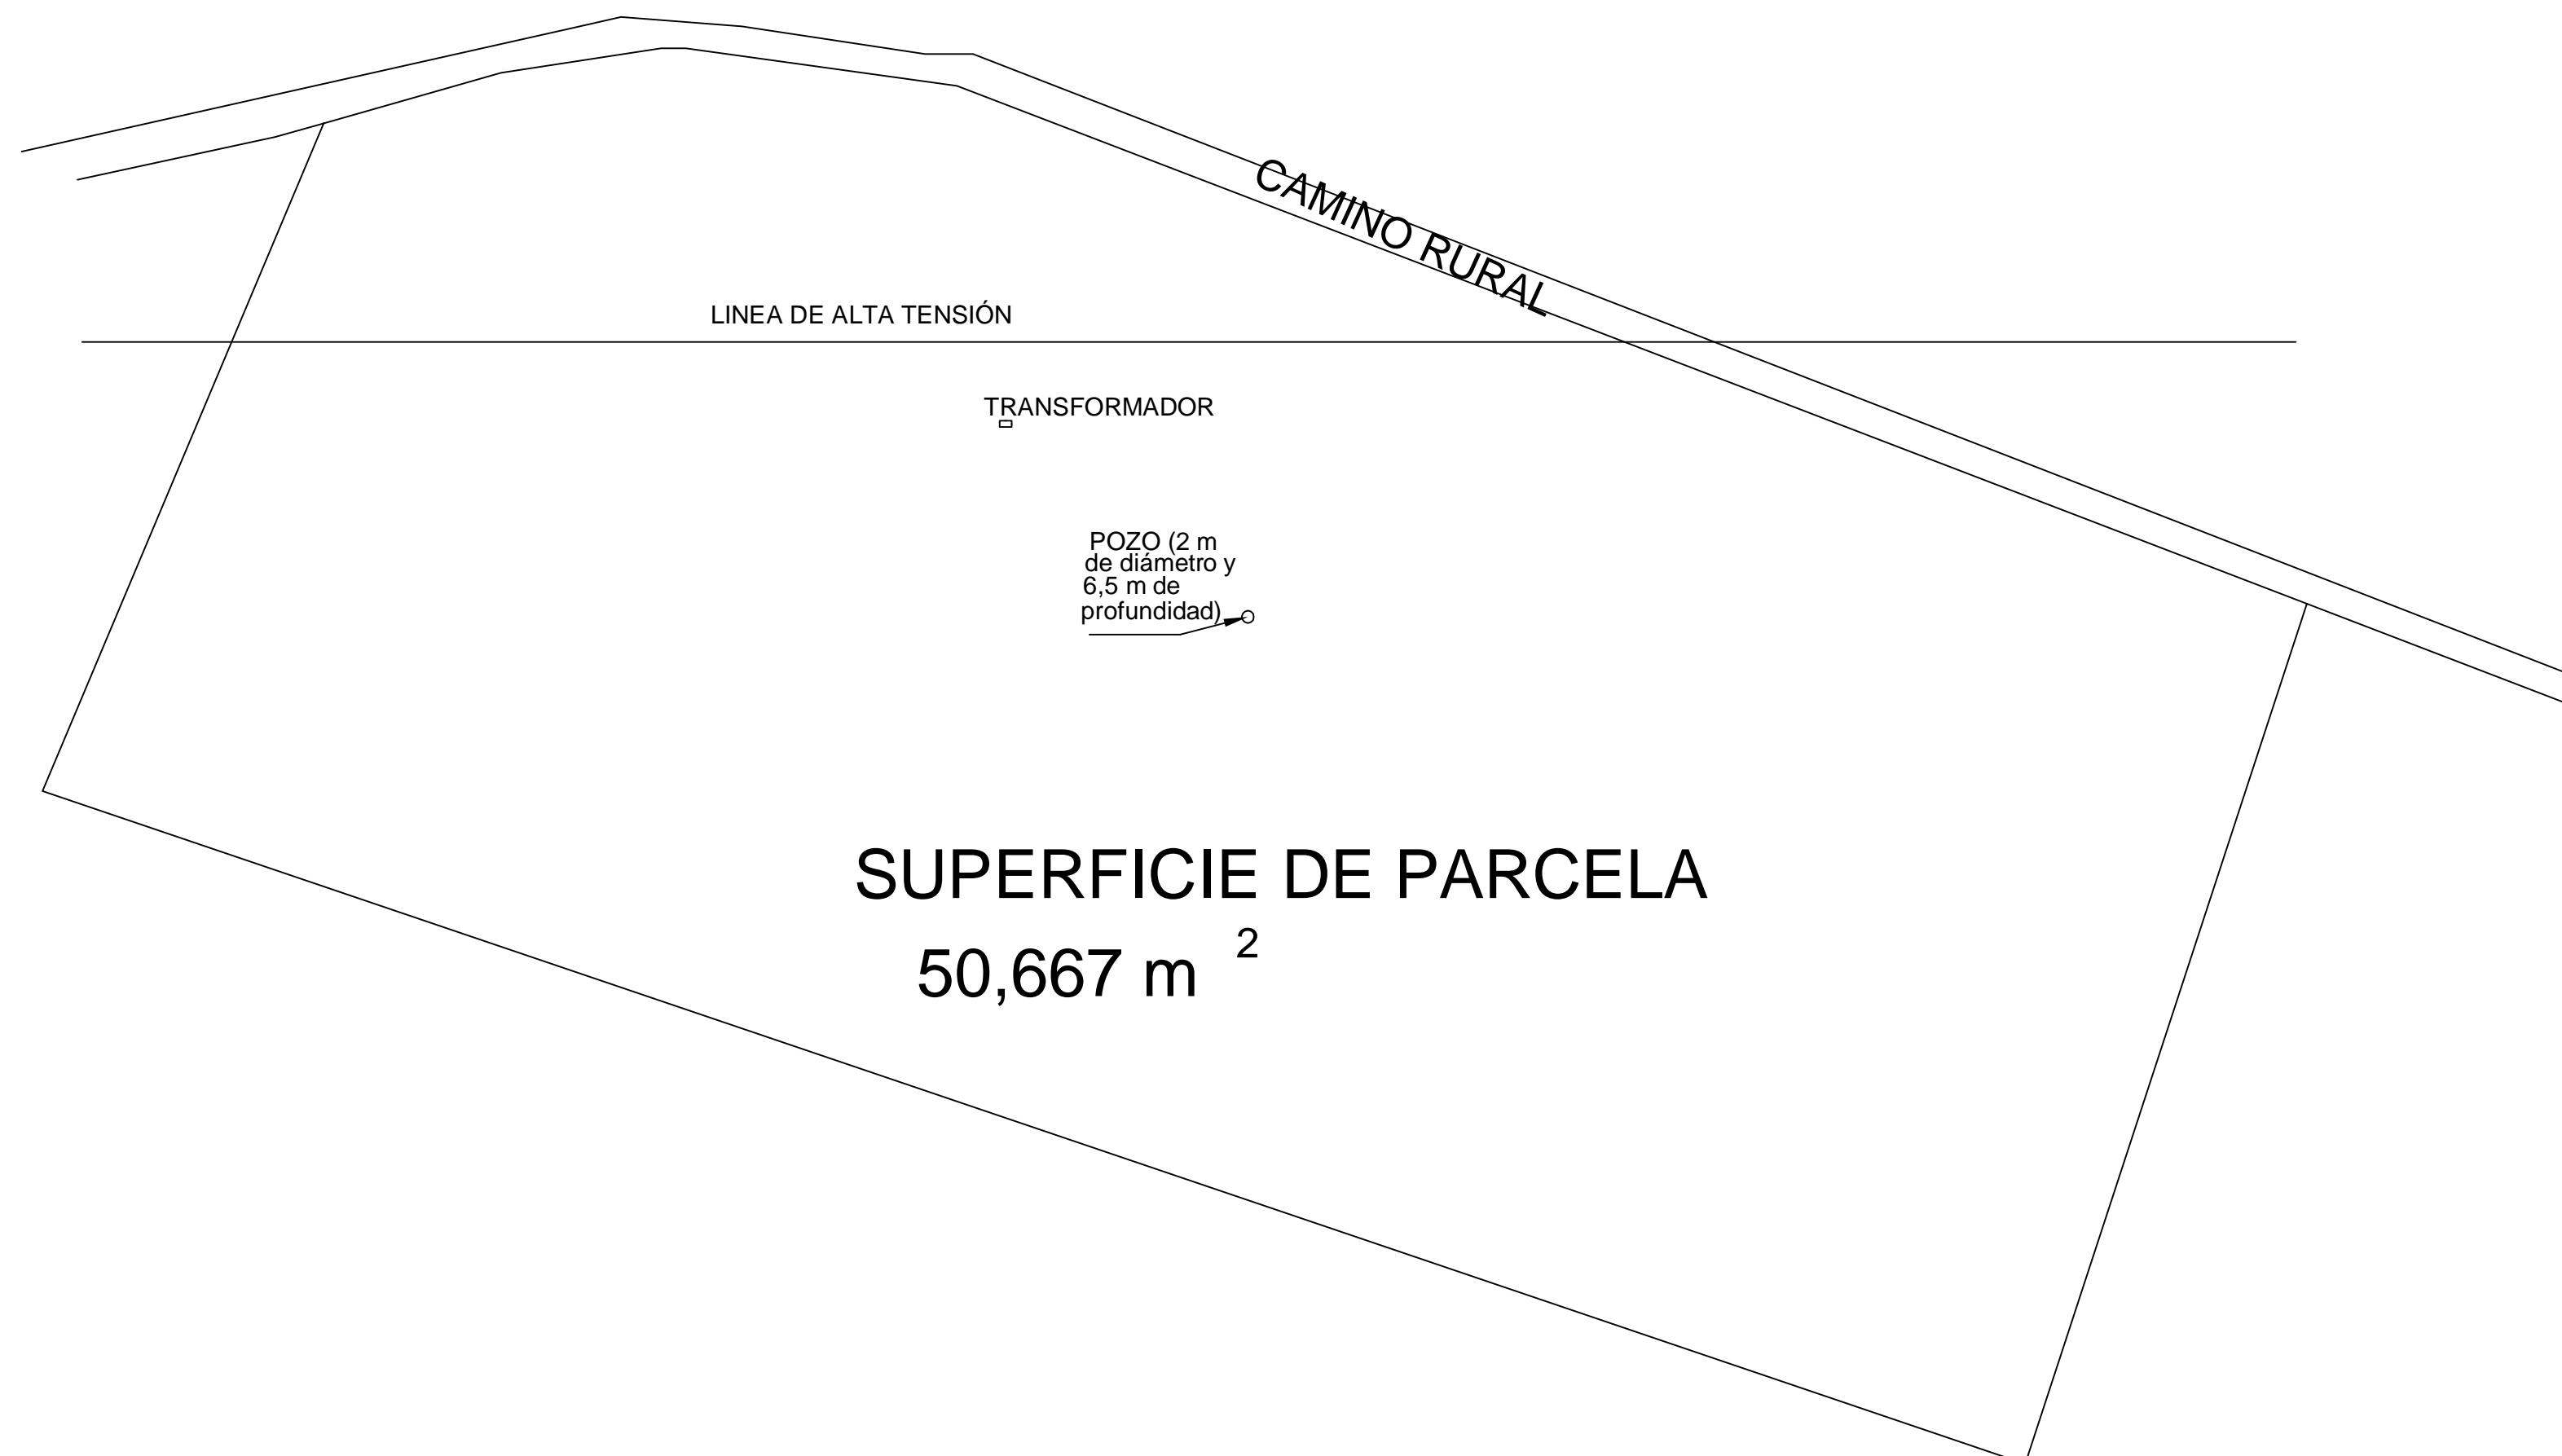 CAMINO RURAL
LINEA DE ALTA TENSIÓN
TRANSFORMADOR
POZO (2 m
de diámetro y
6,5 m de
profundidad)
SUPERFICIE DE PARCELA
50,667 m 2